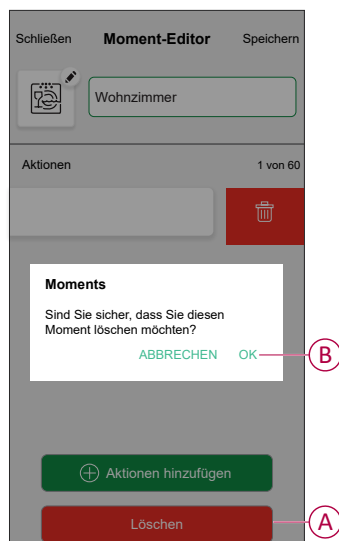 Schließen Moment-Editor Speichern
Wohnzimmer
Aktionen 1 von 60
Moments
Sind Sie sicher, dass Sie diesen
Moment löschen möchten?
ABBRECHEN OK
B
Aktionen hinzufügen
Löschen
A